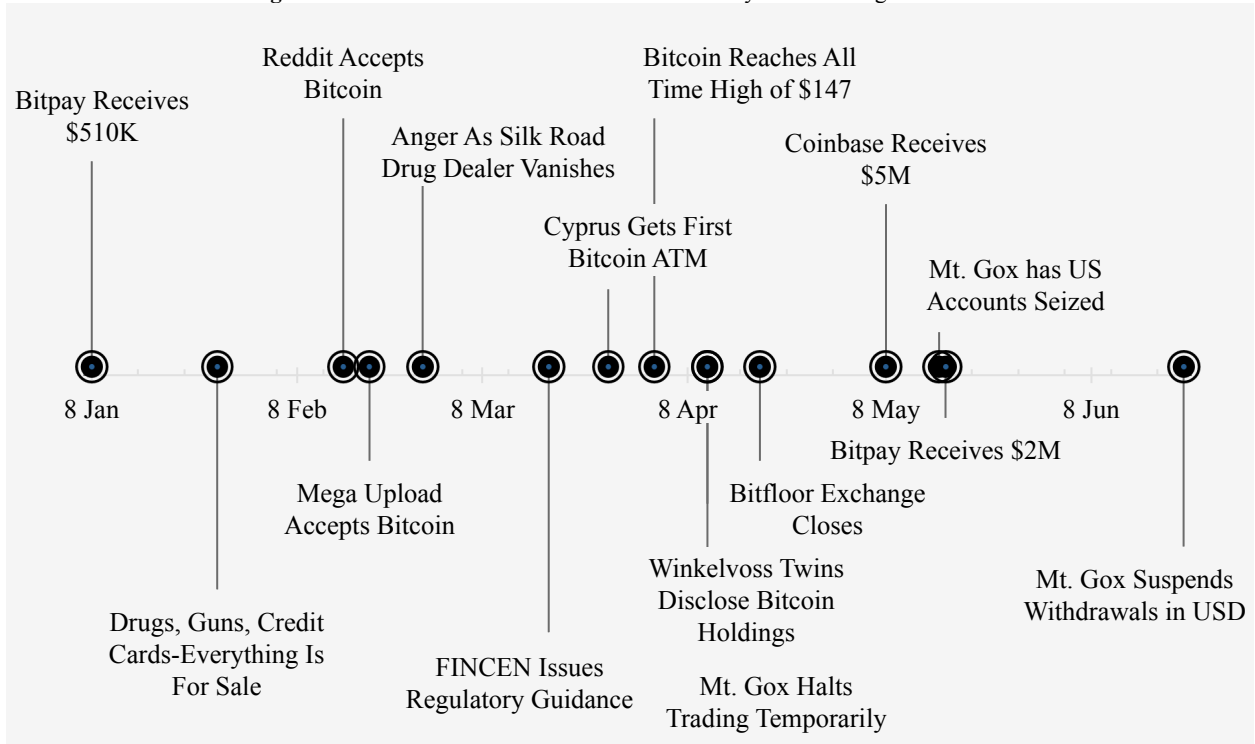 Reddit Accepts
Bitcoin
Bitcoin Reaches All
Time High of $147
Bitpay Receives
$510K
Anger As Silk Road
Drug Dealer Vanishes
Coinbase Receives
$5M
Cyprus Gets First
Bitcoin ATM
Mt. Gox has US
Accounts Seized
8 Jan
8 Feb
8 Mar
8 Apr
8 May
8 Jun
Bitpay Receives $2M
Mega Upload
Accepts Bitcoin
Bitfloor Exchange
Closes
Winkelvoss Twins
Disclose Bitcoin
Holdings
Mt. Gox Suspends
Withdrawals in USD
Drugs, Guns, Credit
Cards-Everything Is
For Sale
FINCEN Issues
Regulatory Guidance
Mt. Gox Halts
Trading Temporarily